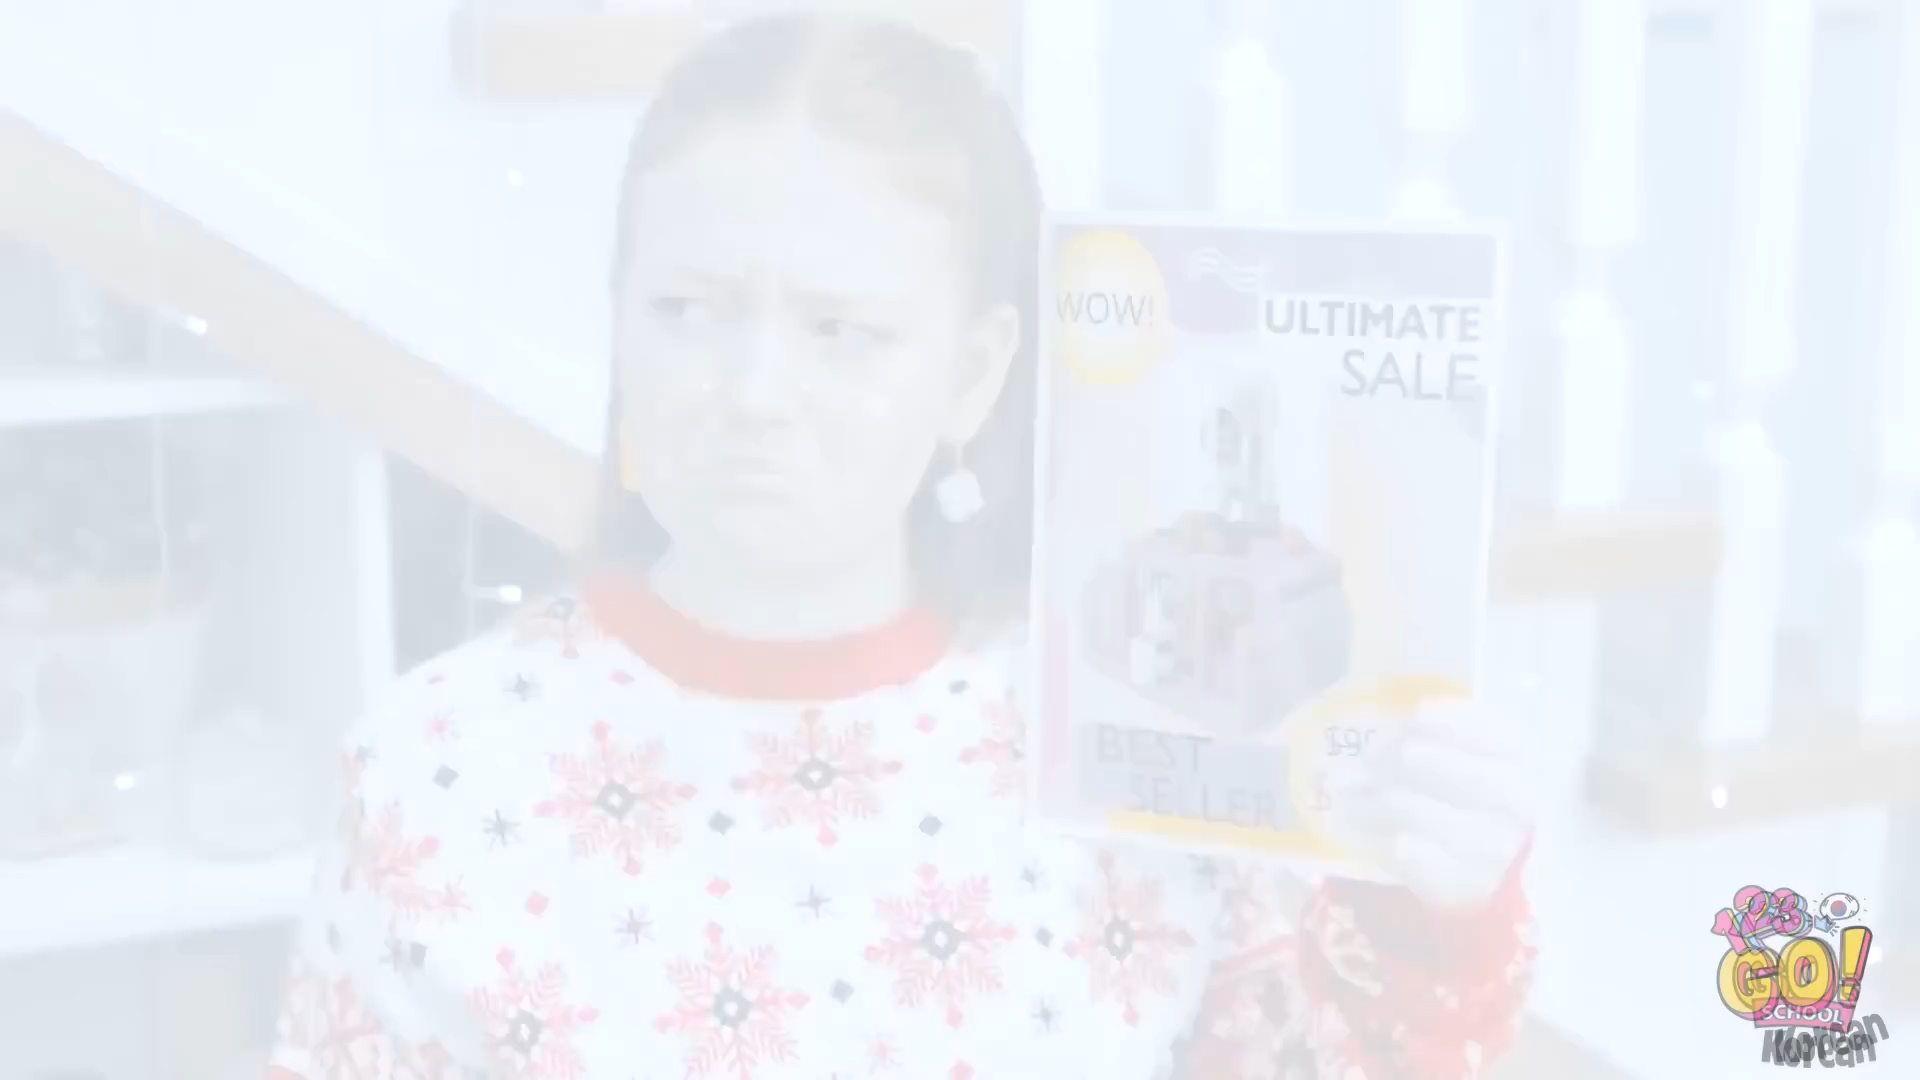 WOW!
ULTIMATE
SALE
BEST
SELLER
123
GO!
SCHOOL
Korean